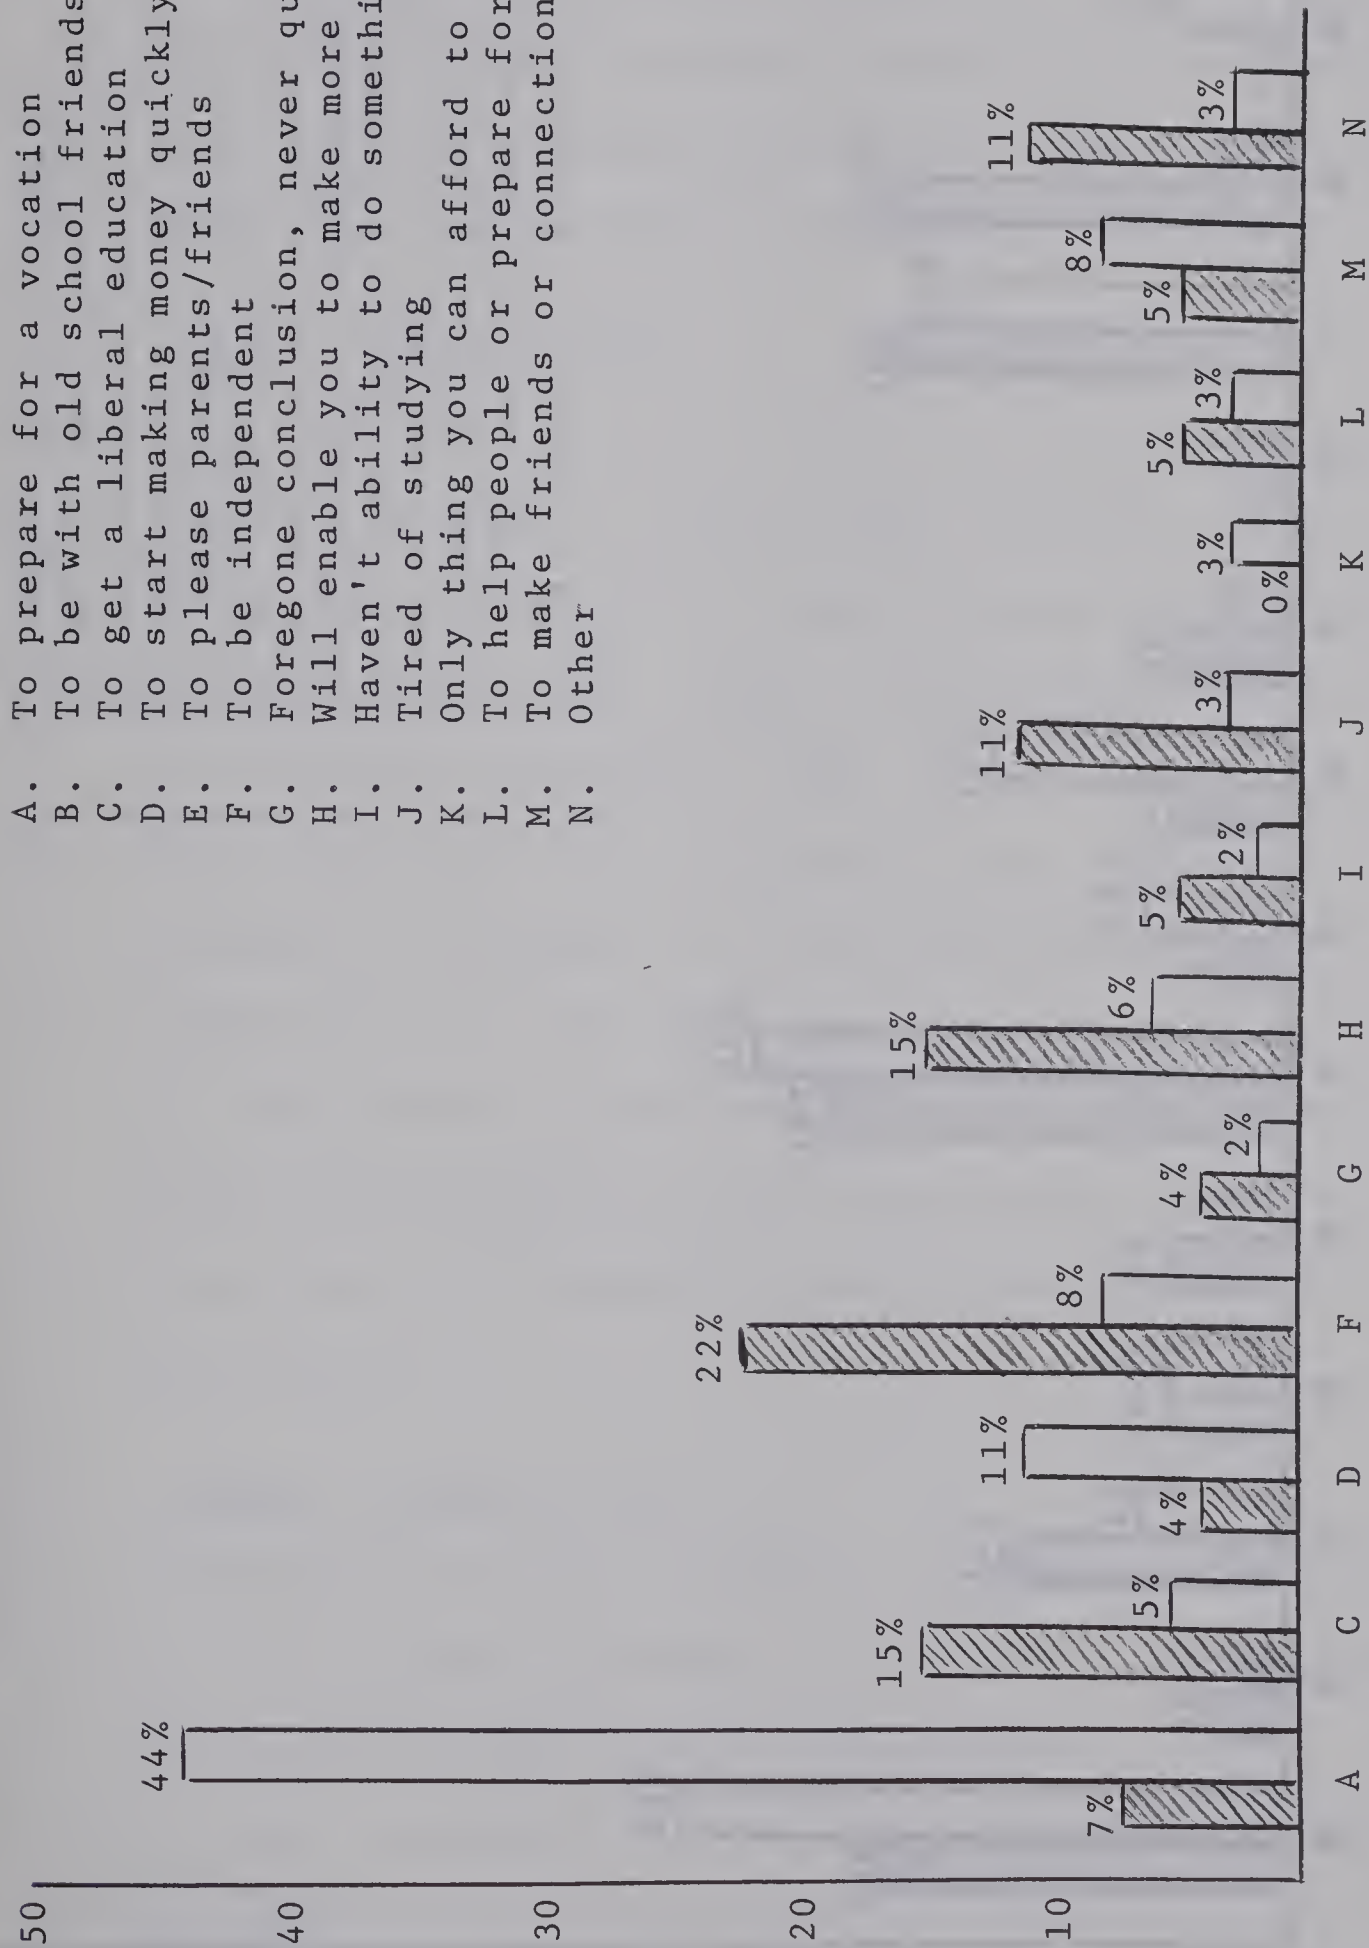 A. To prepare for a vocation
B. To be with old school friends
C. To get a liberal education
D. To start making money quickly
E. To please parents/friends
F. To be independent
G. Foregone conclusion, never
H. Will enable you to make more
I. Haven't ability to do
J. Tired of studying
K. Only thing you can afford to
L. To help people or prepare for
M. To make friends or
N. Other
50
40
30
20
10
7% 44%
15% 5%
4% 11%
22% 8%
4% 2%
15% 6%
5% 2%
11% 3%
0% 3%
5% 3%
5% 8%
11% 3%
A C D F G H I J K L M N